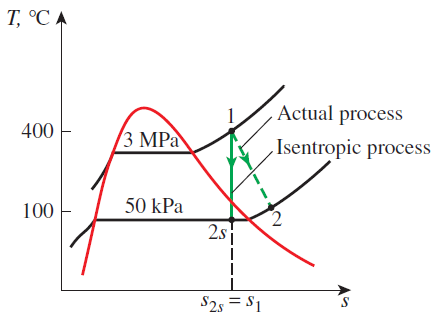 T, °C
1
Actual process
400
3 MPa
Isentropic process
100
50 kPa
2s
2
s2s = s1
s